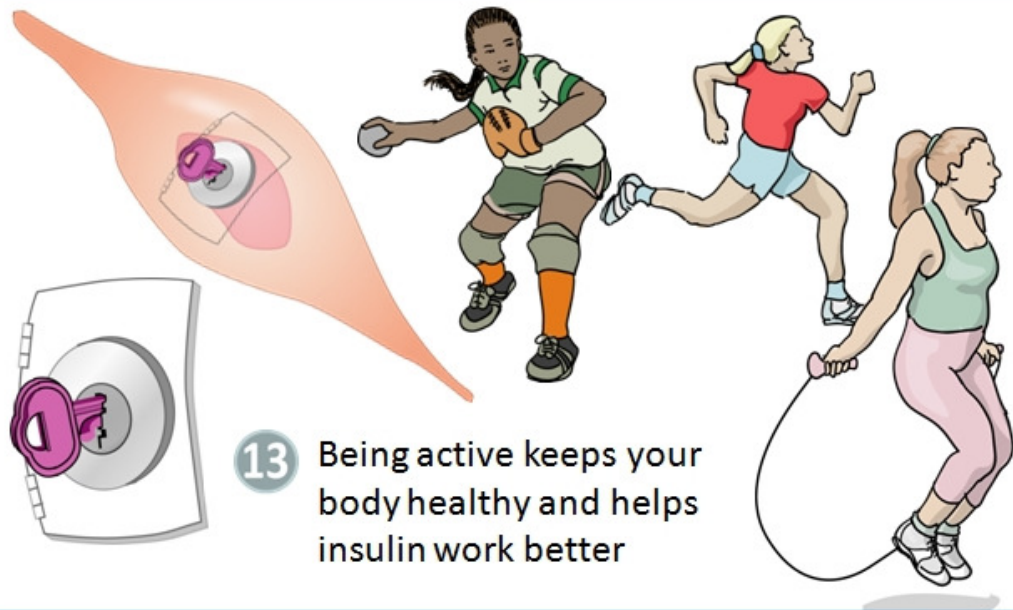 13 Being active keeps your
body healthy and helps
insulin work better